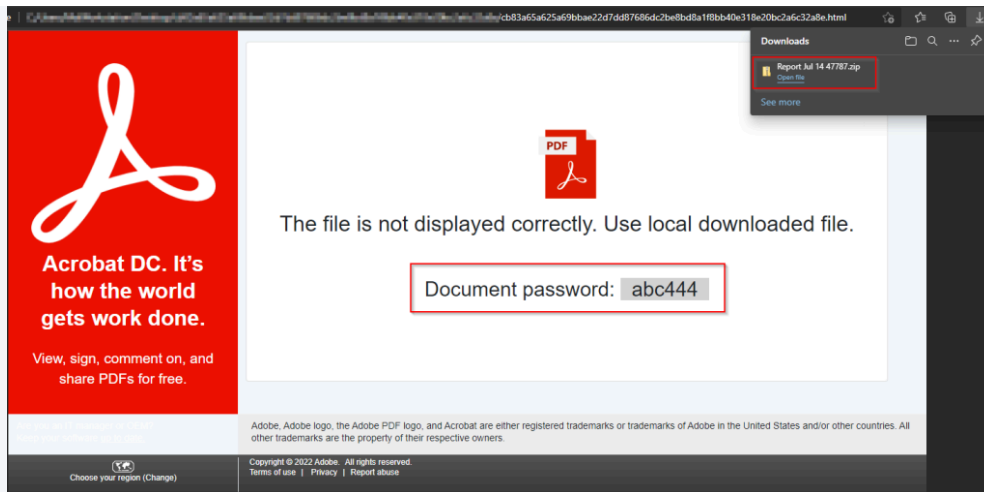 cb83a65a625a69bbae22d7dd87686dc2be8bd8a1f8bb40e318e20bc2a6c32a8e.html
Downloads
Report Jul 14 47787.zip
Open file
See more
PDF
The file is not displayed correctly. Use local downloaded file.
Document password: abc444
Acrobat DC. It's
how the world
gets work done.
View, sign, comment on, and
share PDFs for free.
Adobe, Adobe logo, the Adobe PDF logo, and Acrobat are either registered trademarks or trademarks of Adobe in the United States and/or other countries. All
other trademarks are the property of their respective owners.
Choose your region (Change)
Copyright © 2022 Adobe. All rights reserved.
Terms of use | Privacy | Report abuse